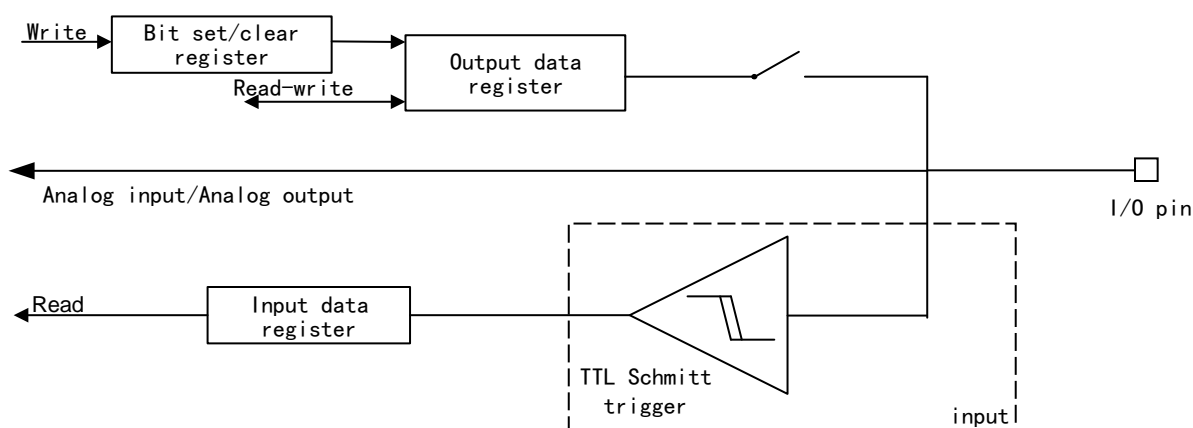 Write
Bit set/clear
register
Output data
register
Read-write
Analog input/Analog output
I/O pin
Read
Input data
register
TTL Schmitt
trigger
input